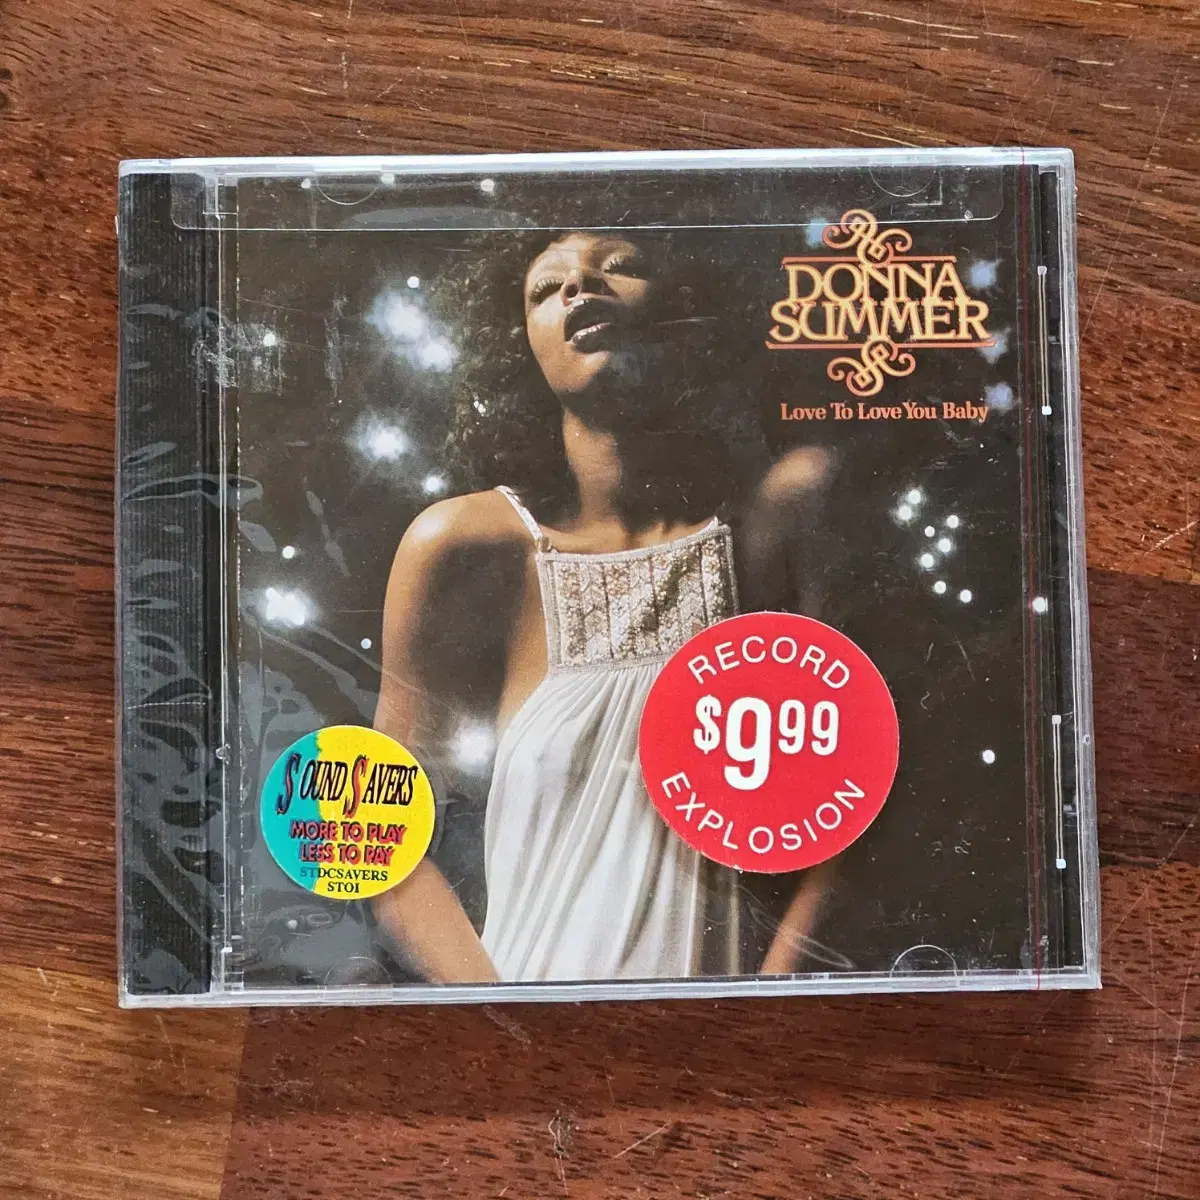 DONNA
SUMMER
Love To Love You Baby
RECORD
$9.99
EXPLOSION
SOUND SAVERS
MORE TO PLAY
LESS TO PAY
STDCSAVERS
STO1